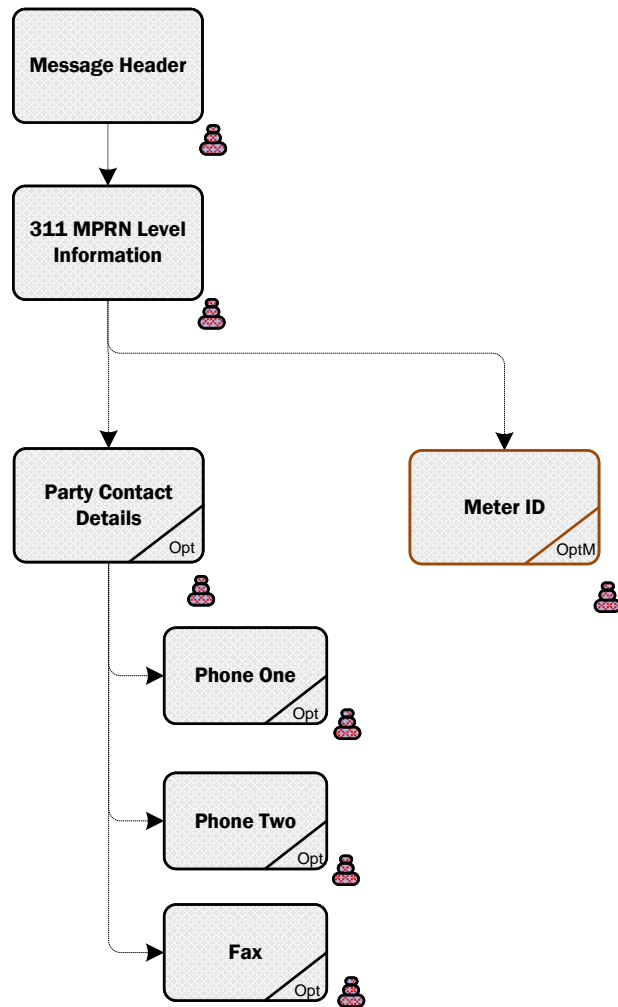 Message Header
311 MPRN Level
Information
Party Contact
Details
Opt
Meter ID
OptM
Phone One
Opt
Phone Two
Opt
Fax
Opt